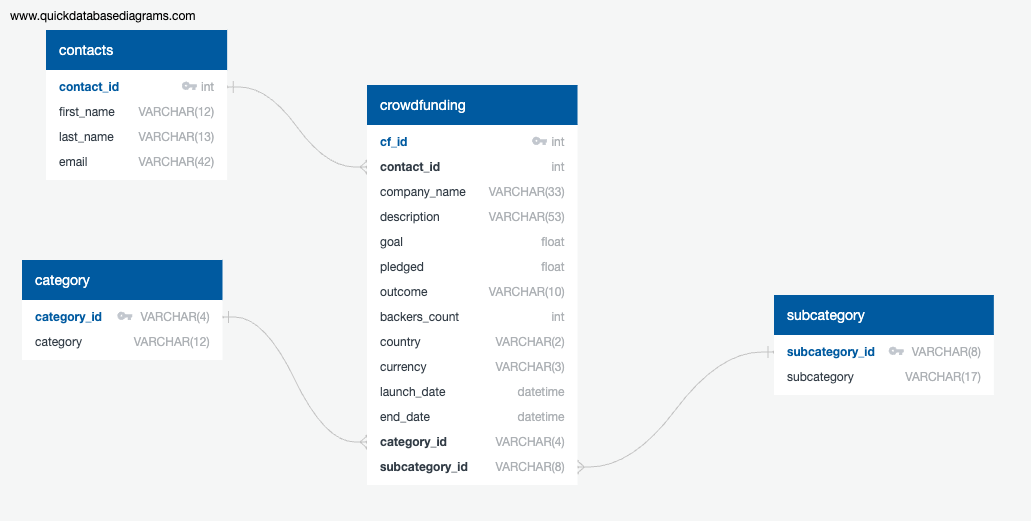 www.quickdatabasediagrams.com
contacts
contact_id int
first_name VARCHAR(12)
last_name VARCHAR(13)
email VARCHAR(42)
crowdfunding
cf_id int
contact_id int
company_name VARCHAR(33)
description VARCHAR(53)
goal float
pledged float
outcome VARCHAR(10)
backers_count int
country VARCHAR(2)
currency VARCHAR(3)
launch_date datetime
end_date datetime
category_id VARCHAR(4)
subcategory_id VARCHAR(8)
category
category_id VARCHAR(4)
category VARCHAR(12)
subcategory
subcategory_id VARCHAR(8)
subcategory VARCHAR(17)